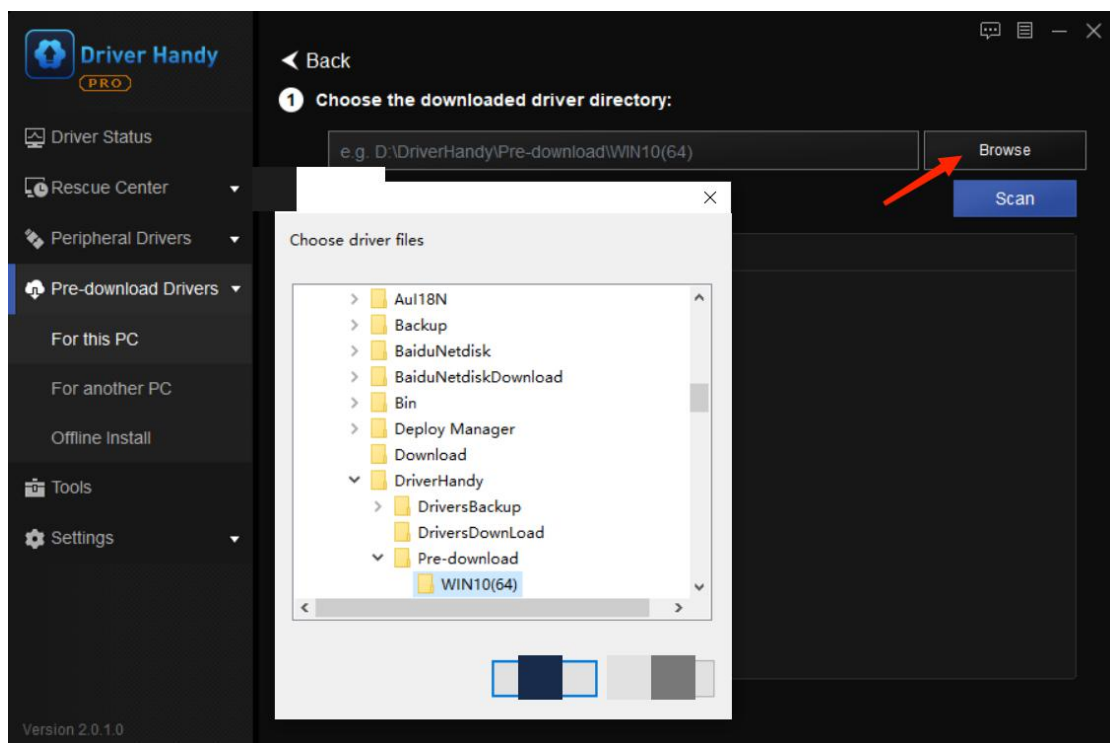 Driver Handy
PRO
Back
1 Choose the downloaded driver directory:
Driver Status
e.g. D:\DriverHandy\Pre-download\WIN10(64)
Browse
Rescue Center
Scan
Peripheral Drivers
Choose driver files
Pre-download Drivers
For this PC
For another PC
Offline Install
Tools
Settings
AuI18N
Backup
BaiduNetdisk
BaiduNetdiskDownload
Bin
Deploy Manager
Download
DriverHandy
DriversBackup
DriversDownLoad
Pre-download
WIN10(64)
Version 2.0.1.0